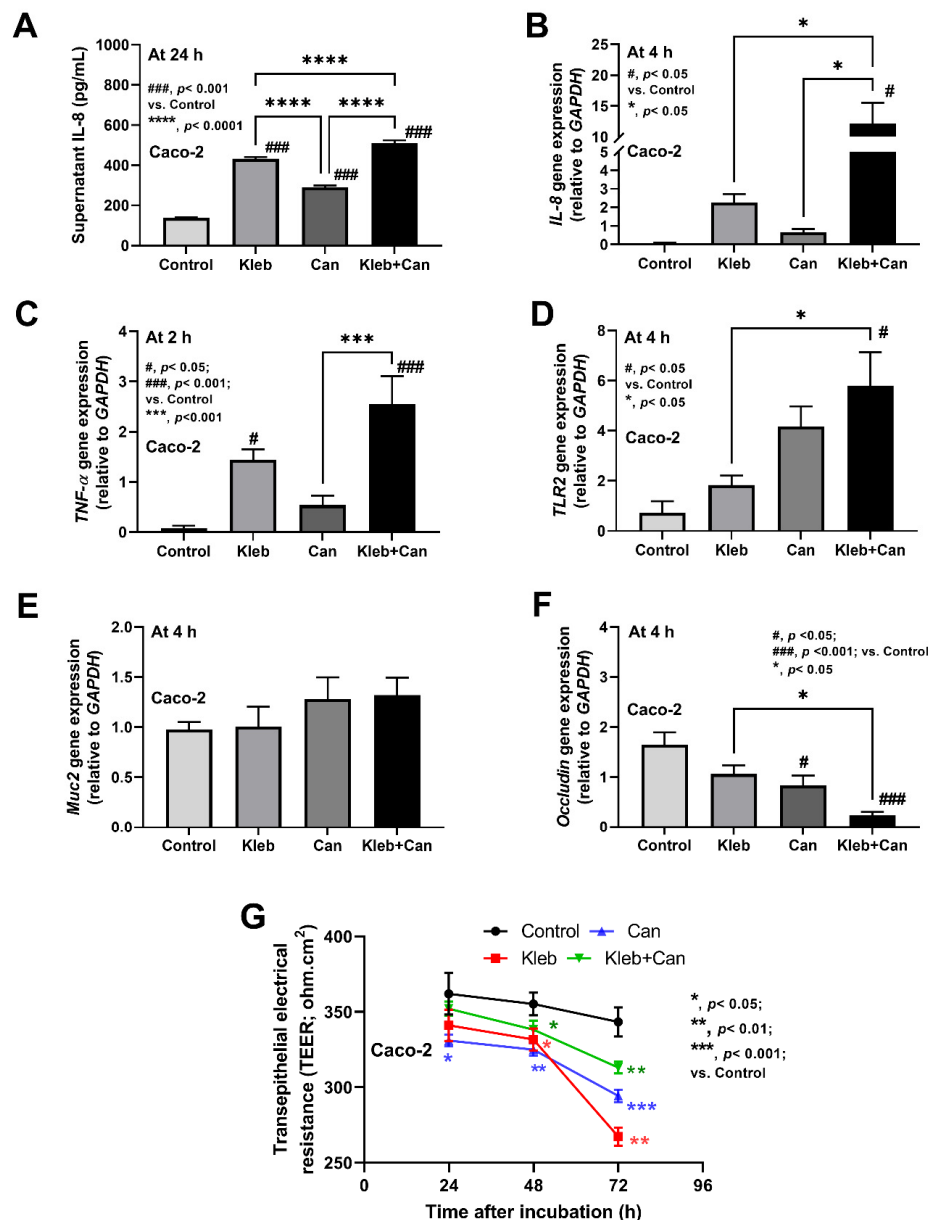 A
At 24 h
###, p< 0.001
vs. Control
****, p< 0.0001
Caco-2
Supernatant IL-8 (pg/mL)
1000
800
600
400
200
0
****
**** ****
### ### ###
Control Kleb Can Kleb+Can
B
At 4 h
#, p< 0.05
vs. Control
*, p< 0.05
Caco-2
IL-8 gene expression
(relative to GAPDH)
25
20
15
10
5
4
3
2
1
0
*
*
#
Control Kleb Can Kleb+Can
C
At 2 h
#, p< 0.05;
###, p< 0.001;
vs. Control
***, p<0.001
Caco-2
TNF-α gene expression
(relative to GAPDH)
4
3
2
1
0
***
# ###
Control Kleb Can Kleb+Can
D
At 4 h
#, p< 0.05
vs. Control
*, p< 0.05
Caco-2
TLR2 gene expression
(relative to GAPDH)
8
6
4
2
0
*
#
Control Kleb Can Kleb+Can
E
At 4 h
Caco-2
Muc2 gene expression
(relative to GAPDH)
2.0
1.5
1.0
0.5
0.0
Control Kleb Can Kleb+Can
F
At 4 h
#, p <0.05;
###, p <0.001; vs. Control
*, p< 0.05
Caco-2
Occludin gene expression
(relative to GAPDH)
4
3
2
1
0
*
# ###
Control Kleb Can Kleb+Can
G
Control Can
Kleb Kleb+Can
*, p< 0.05;
**, p< 0.01;
***, p< 0.001;
vs. Control
Caco-2
Transepithelial electrical
resistance (TEER; ohm.cm²)
400
350
300
250
* * * ** ** *** **
0 24 48 72 96
Time after incubation (h)